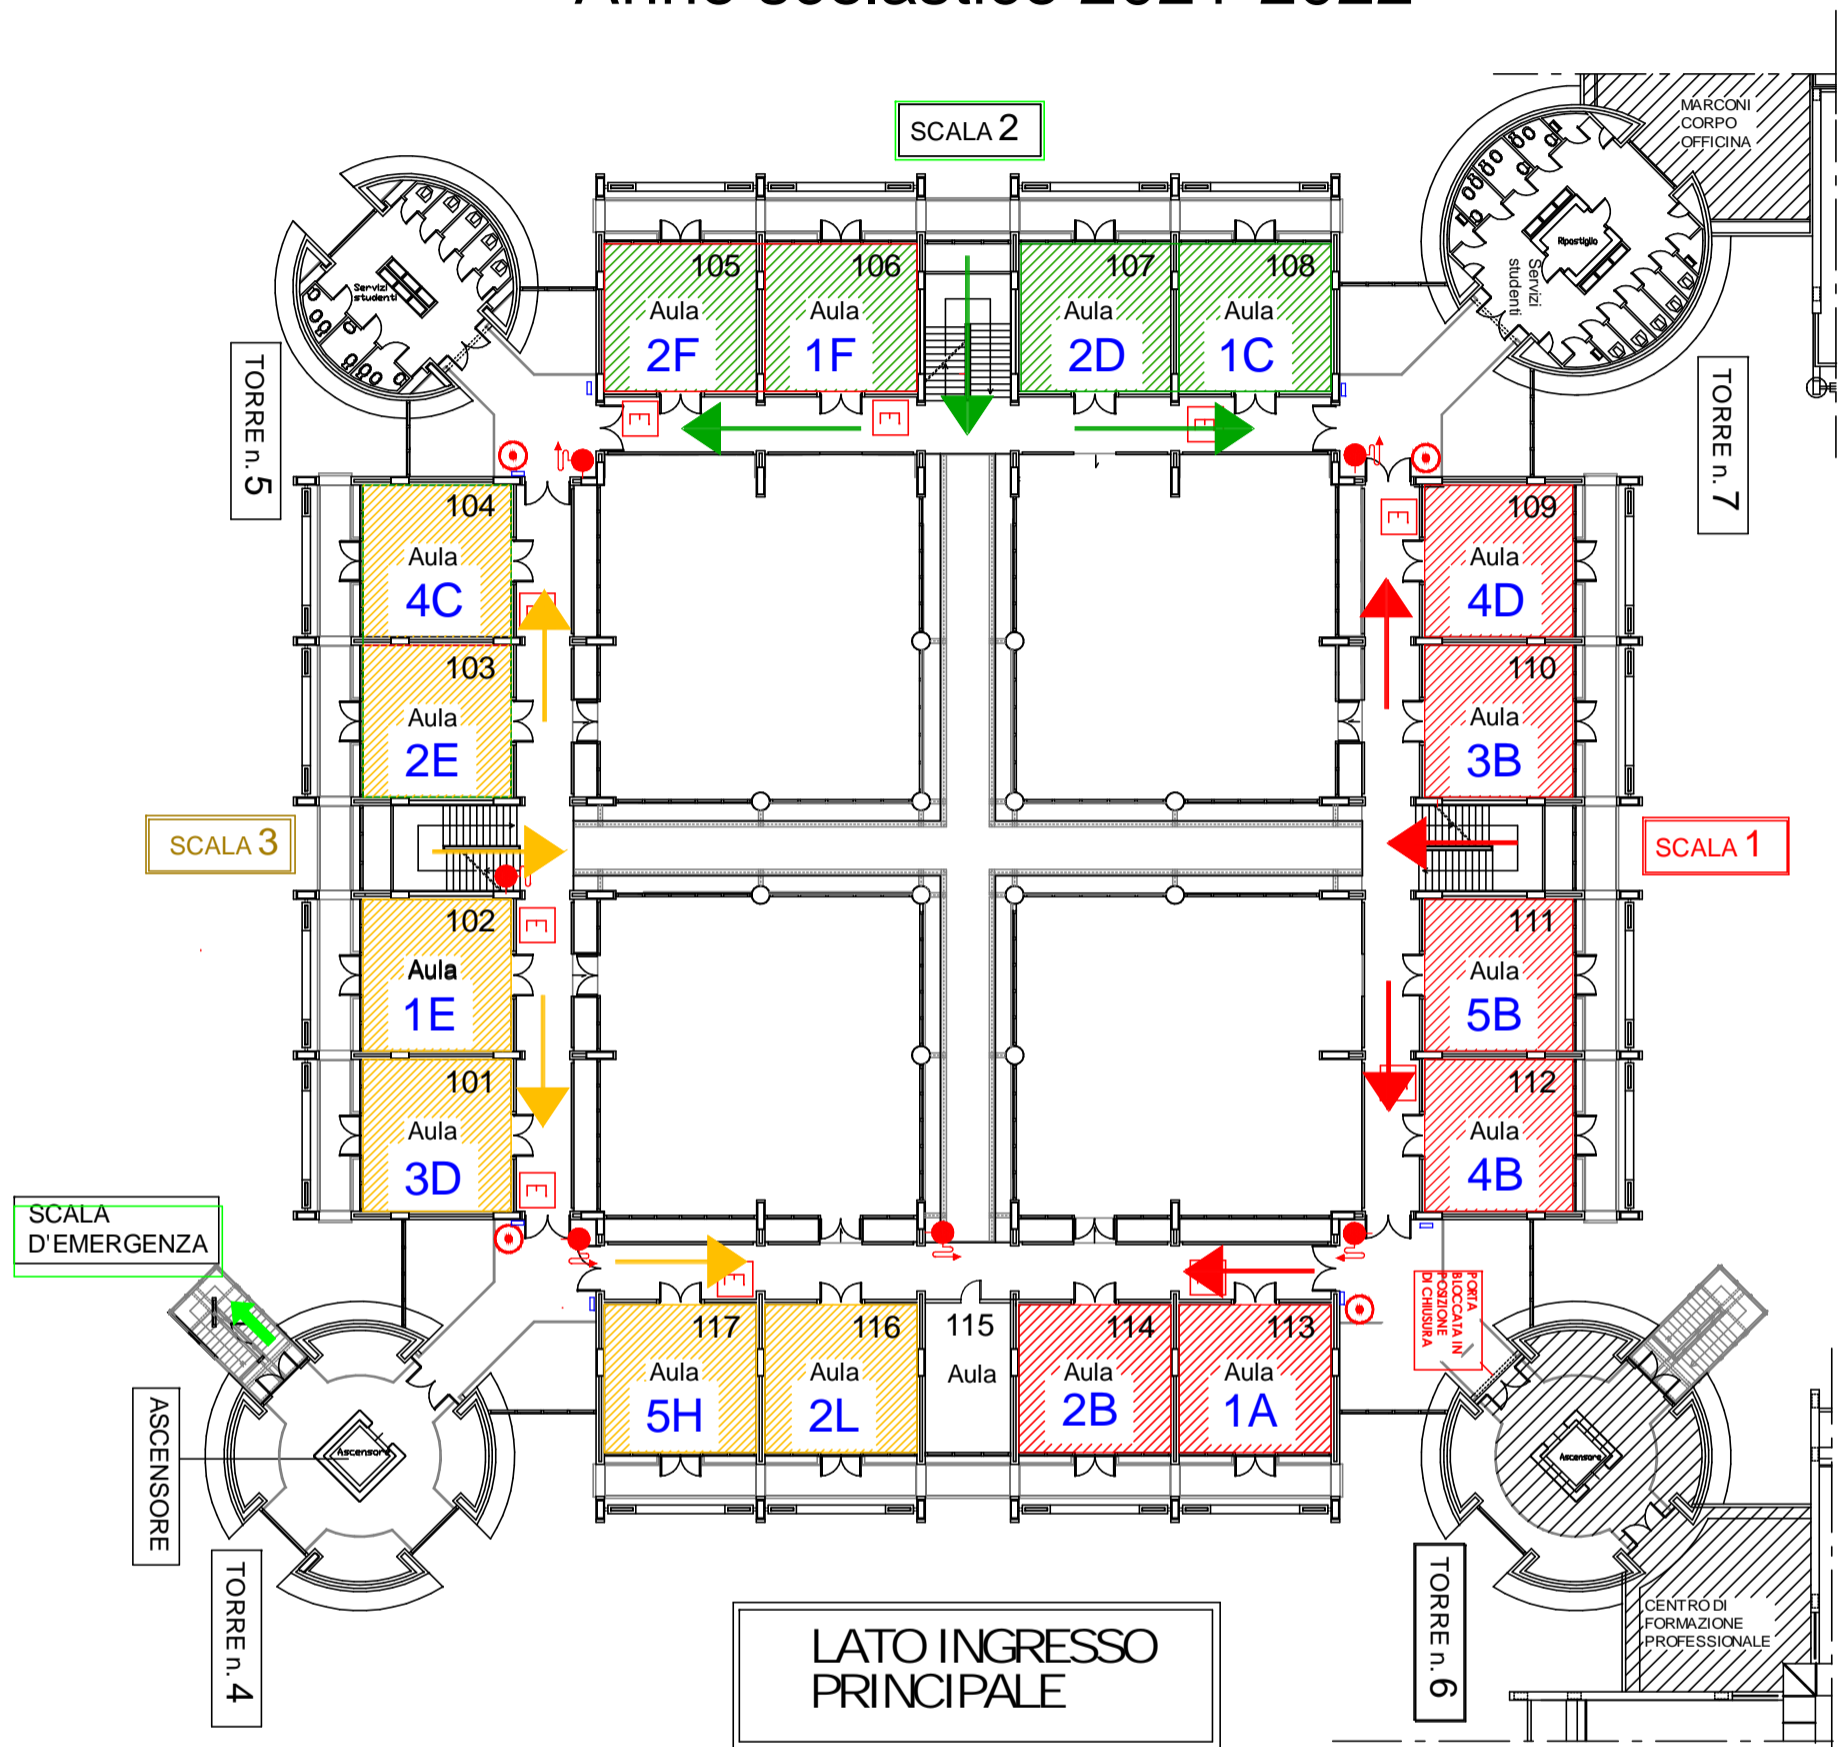 Anno scolastico 2021-2022
SCALA 2
MARCONI
CORPO
OFFICINA
Ripostiglio
Servizi
studenti
Servizi
studenti
105
Aula
2F
106
Aula
1F
107
Aula
2D
108
Aula
1C
E
E
E
TORRE n. 5
TORRE n. 7
104
Aula
4C
E
103
Aula
2E
109
Aula
4D
E
110
Aula
3B
SCALA 3
SCALA 1
102
Aula
1E
E
101
Aula
3D
E
111
Aula
5B
112
Aula
4B
E
SCALA
D'EMERGENZA
E
E
PORTA
BLOCCATA IN
POSIZIONE
DI CHIUSURA
117
Aula
5H
116
Aula
2L
115
Aula
114
Aula
2B
113
Aula
1A
ASCENSORE
Ascensore
Ascensore
TORRE n. 4
TORRE n. 6
CENTRO DI
FORMAZIONE
PROFESSIONALE
LATO INGRESSO
PRINCIPALE